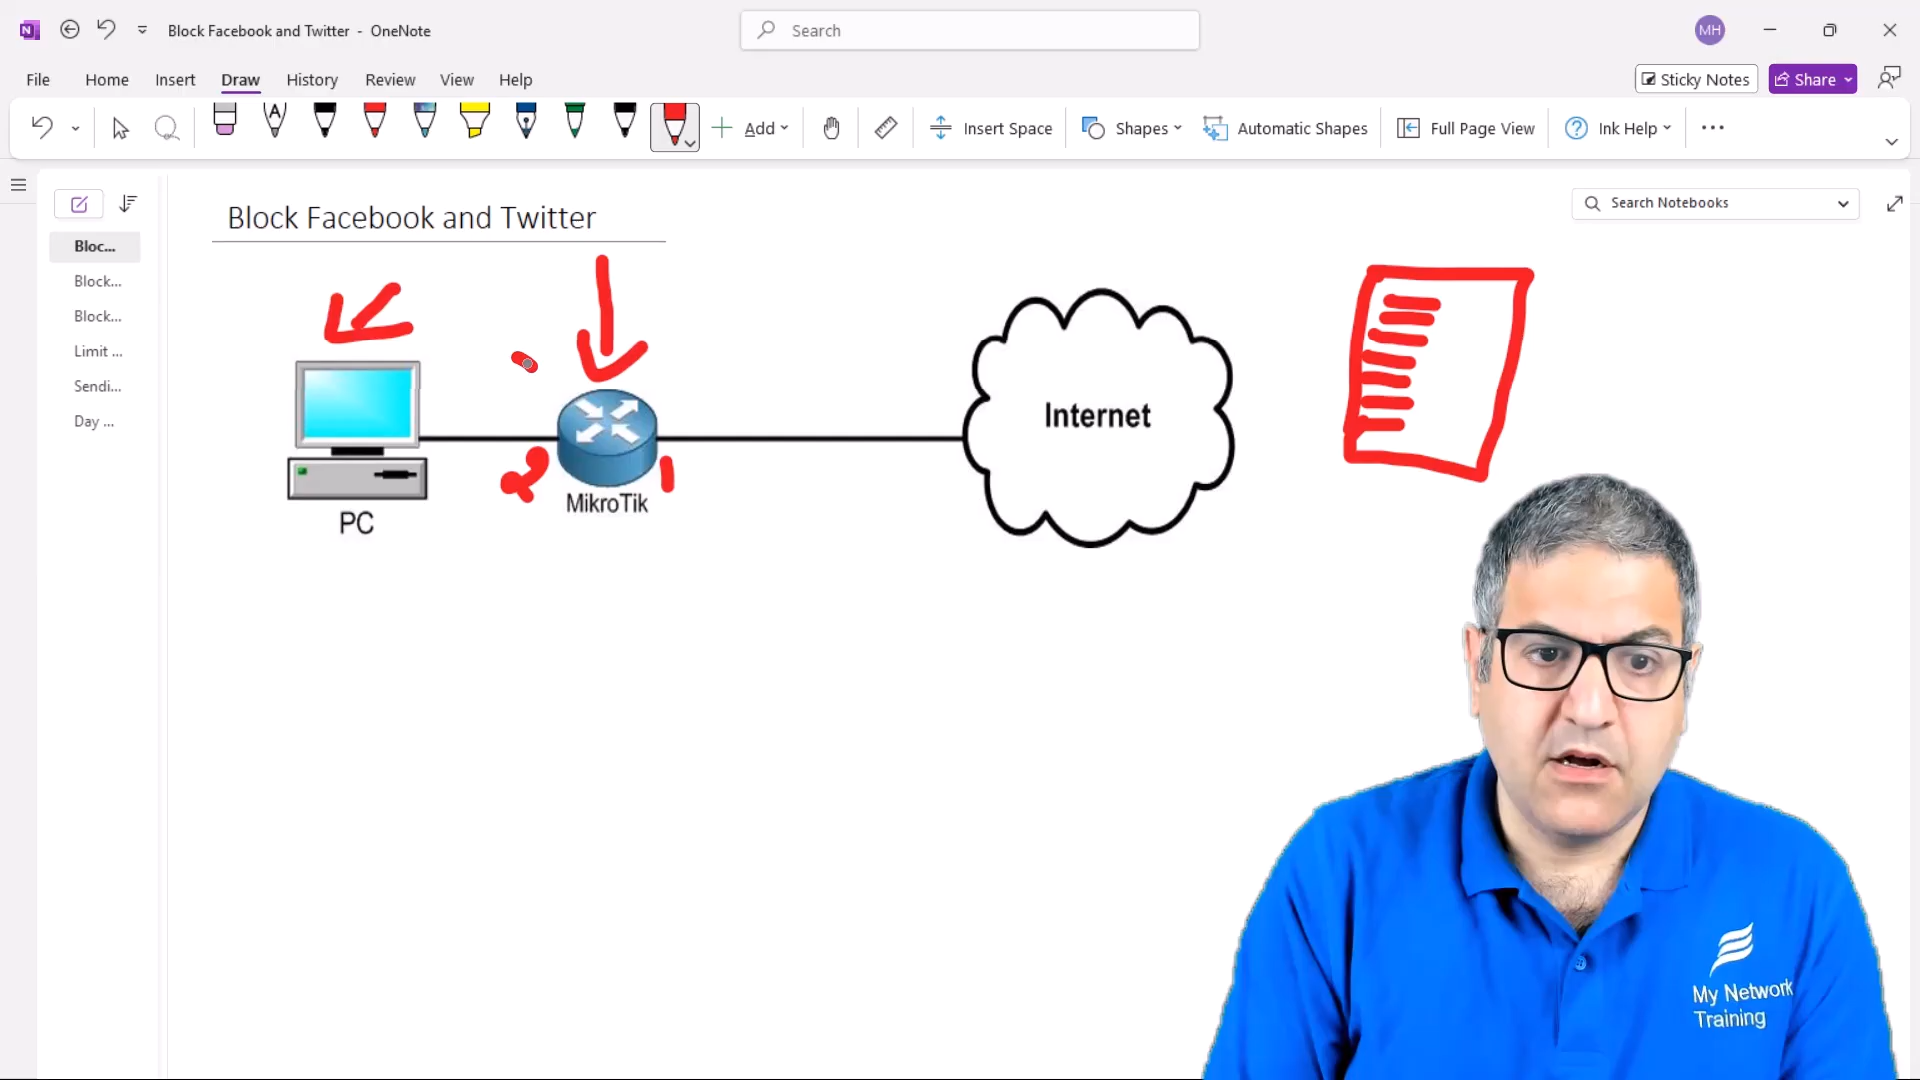 Block Facebook and Twitter - OneNote
Search
MH
File
Home
Insert
Draw
History
Review
View
Help
Sticky Notes
Share
A
Add
Insert Space
Shapes
Automatic Shapes
Full Page View
Ink Help
Block Facebook and Twitter
Search Notebooks
Bloc...
Block...
Block...
Limit ...
Sendi...
Day ...
Internet
2
1
MikroTik
PC
My Network
Training